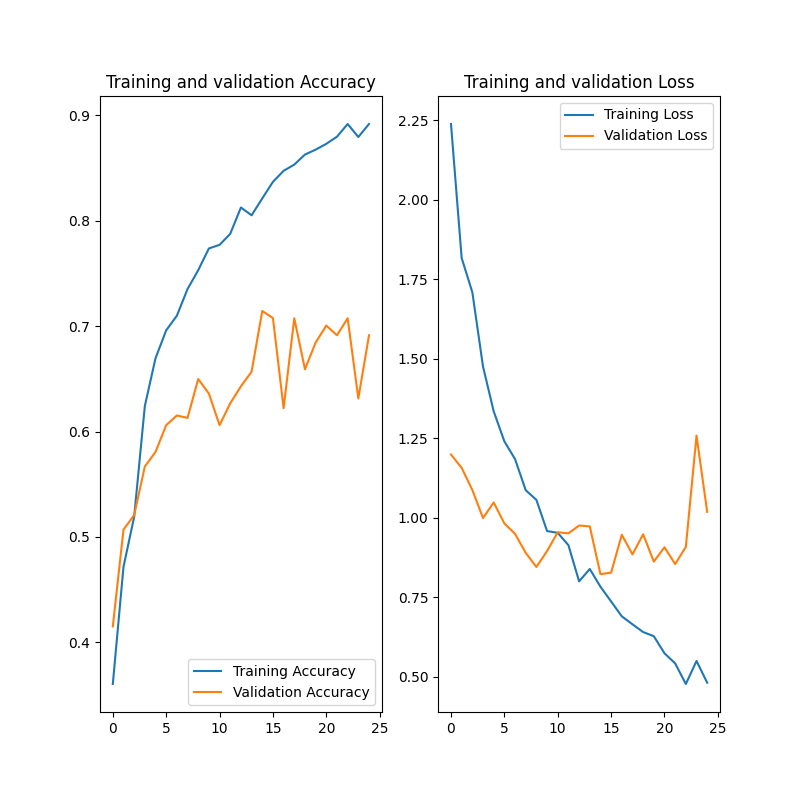 Training and validation Accuracy
0.9
0.8
0.7
0.6
0.5
0.4
Training Accuracy
Validation Accuracy
0 5 10 15 20 25
Training and validation Loss
Training Loss
Validation Loss
2.25
2.00
1.75
1.50
1.25
1.00
0.75
0.50
0 5 10 15 20 25